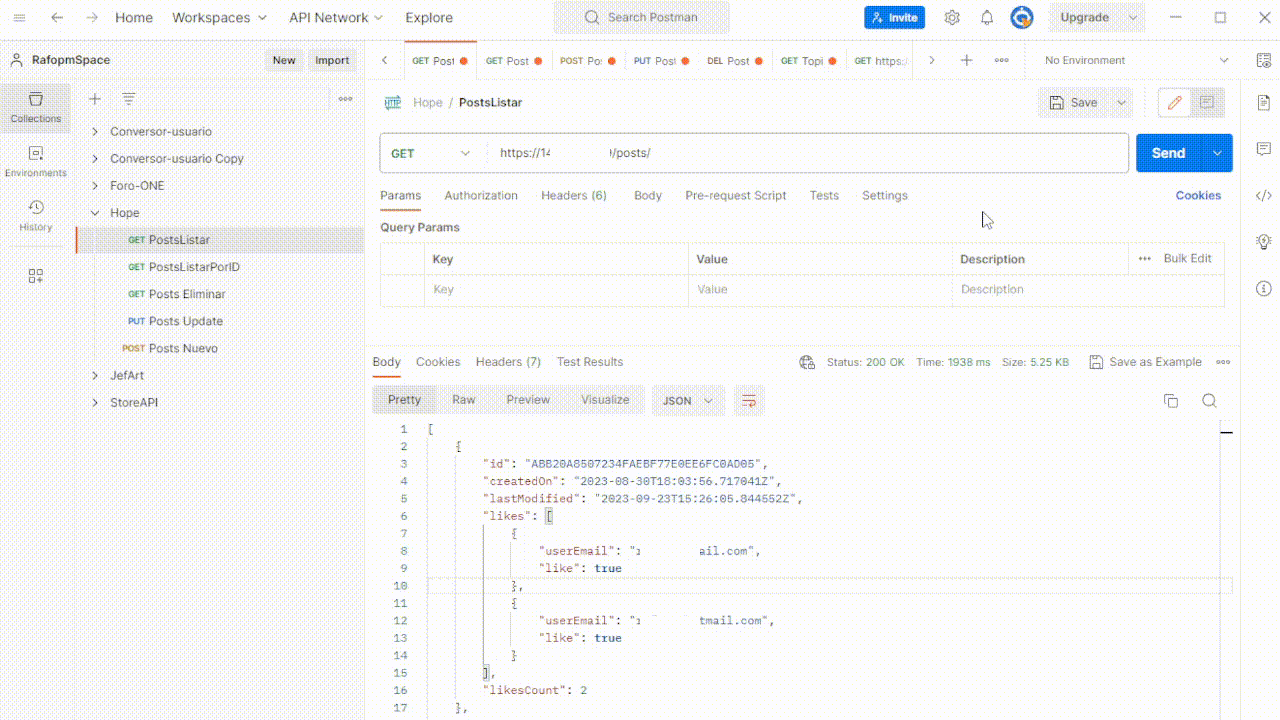 Home Workspaces API Network Explore Search Postman Invite Upgrade
RafopmSpace New Import GET Post GET Post POST Po PUT Post DEL Post GET Topi GET https:/ No Environment
Collections
Environments
History
Conversor-usuario
Conversor-usuario Copy
Foro-ONE
Hope
GET PostsListar
GET PostsListarPorID
GET Posts Eliminar
PUT Posts Update
POST Posts Nuevo
JefArt
StoreAPI
HTTP Hope / PostsListar Save
GET https://14 /posts/ Send
Params Authorization Headers (6) Body Pre-request Script Tests Settings Cookies
Query Params
Key Value Description Bulk Edit
Key Value Description
Body Cookies Headers (7) Test Results Status: 200 OK Time: 1938 ms Size: 5.25 KB Save as Example
Pretty Raw Preview Visualize JSON
1 [
2 {
3 "id": "ABB20A8507234FAEBF77E0EE6FC0AD05",
4 "createdOn": "2023-08-30T18:03:56.717041Z",
5 "lastModified": "2023-09-23T15:26:05.844552Z",
6 "likes": [
7 {
8 "userEmail": " ail.com",
9 "like": true
10 },
11 {
12 "userEmail": " tmail.com",
13 "like": true
14 }
15 ],
16 "likesCount": 2
17 },